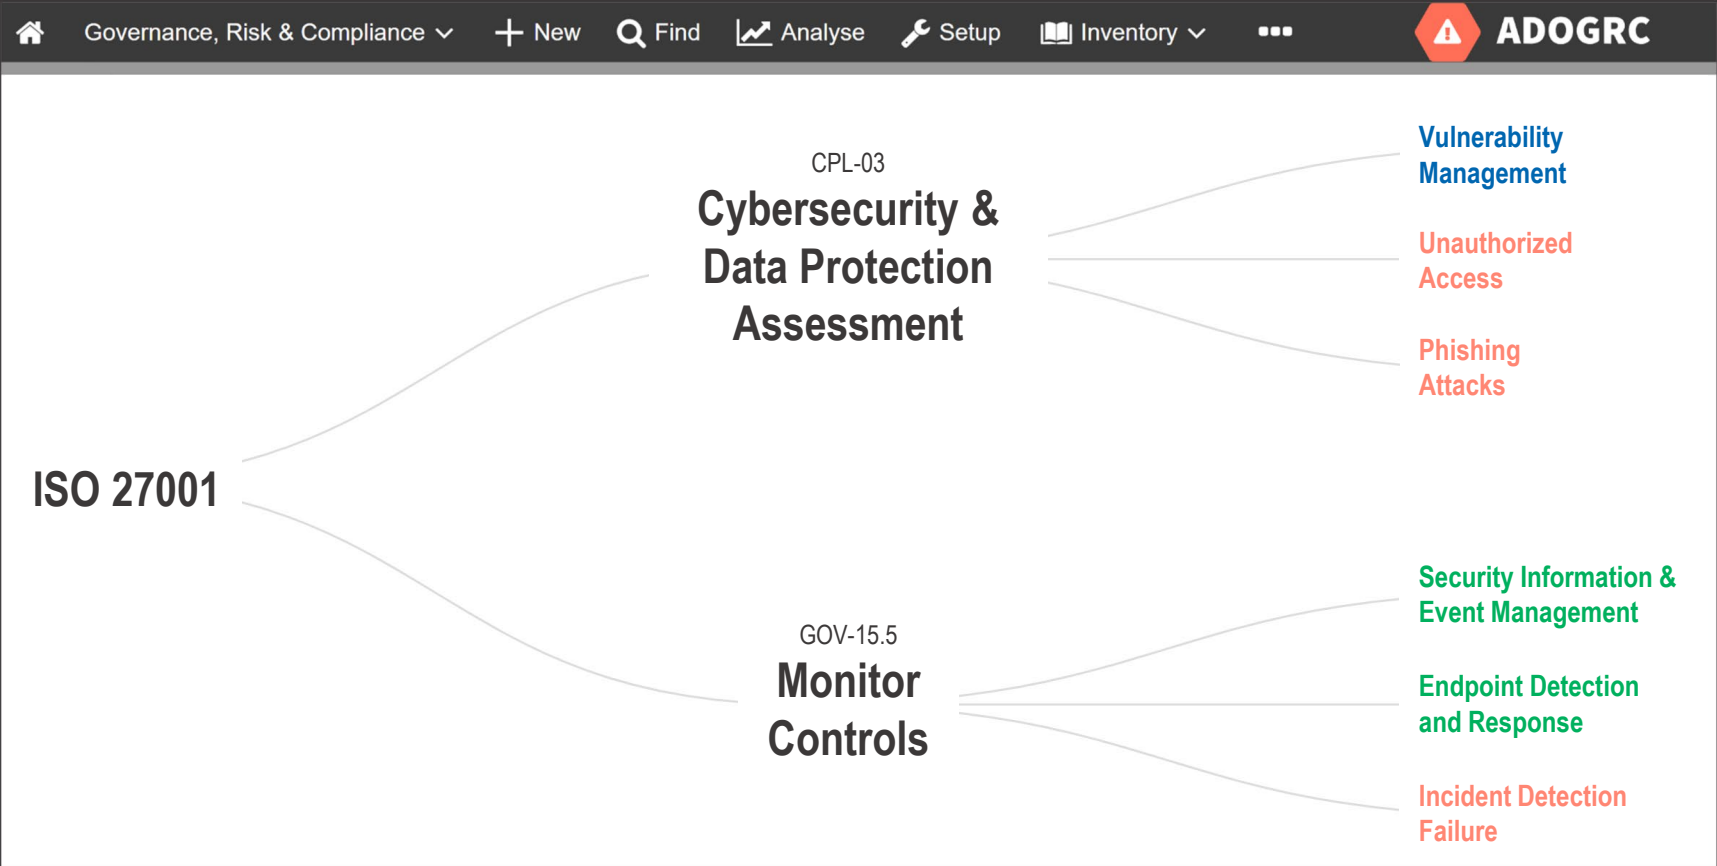 Governance, Risk & Compliance New Find Analyse Setup Inventory ADOGRC
ISO 27001
CPL-03
Cybersecurity &
Data Protection
Assessment
Vulnerability
Management
Unauthorized
Access
Phishing
Attacks
GOV-15.5
Monitor
Controls
Security Information &
Event Management
Endpoint Detection
and Response
Incident Detection
Failure